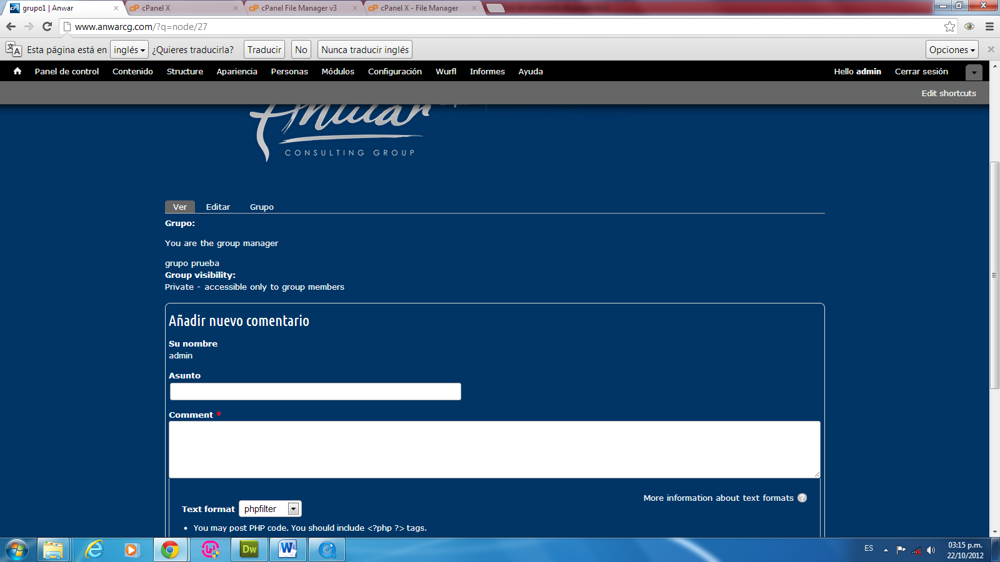 grupo1 | Anwar
cPanel X
cPanel File Manager v3
cPanel X - File Manager
www.anwarcg.com/?q=node/27
Esta página está en inglés ¿Quieres traducirla? Traducir No Nunca traducir inglés Opciones
Panel de control Contenido Structure Apariencia Personas Módulos Configuración Wurfl Informes Ayuda Hello admin Cerrar sesión
Edit shortcuts
CONSULTING GROUP
Ver Editar Grupo
Grupo:
You are the group manager
grupo prueba
Group visibility:
Private - accessible only to group members
Añadir nuevo comentario
Su nombre
admin
Asunto
Comment *
More information about text formats ?
Text format phpfilter
• You may post PHP code. You should include <?php ?> tags.
Dw
W
ES
03:15 p.m.
22/10/2012